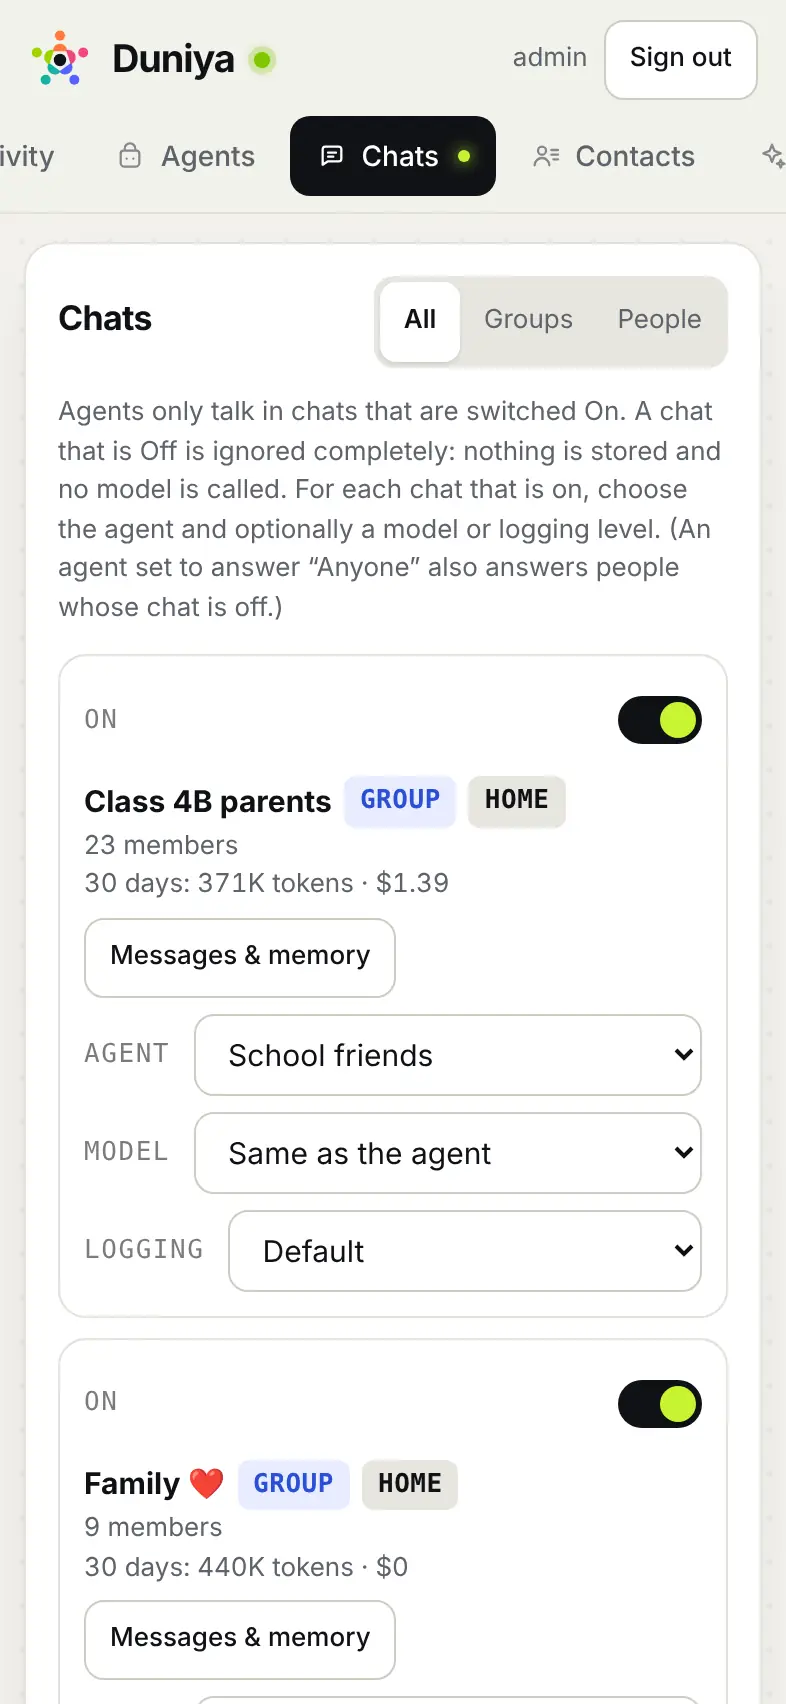 Duniya
admin
Sign out
ivity
Agents
Chats
Contacts
Chats
All
Groups
People
Agents only talk in chats that are switched On. A chat
that is Off is ignored completely: nothing is stored and
no model is called. For each chat that is on, choose
the agent and optionally a model or logging level. (An
agent set to answer “Anyone” also answers people
whose chat is off.)
ON
Class 4B parents GROUP HOME
23 members
30 days: 371K tokens · $1.39
Messages & memory
AGENT School friends
MODEL Same as the agent
LOGGING Default
ON
Family ❤️ GROUP HOME
9 members
30 days: 440K tokens · $0
Messages & memory